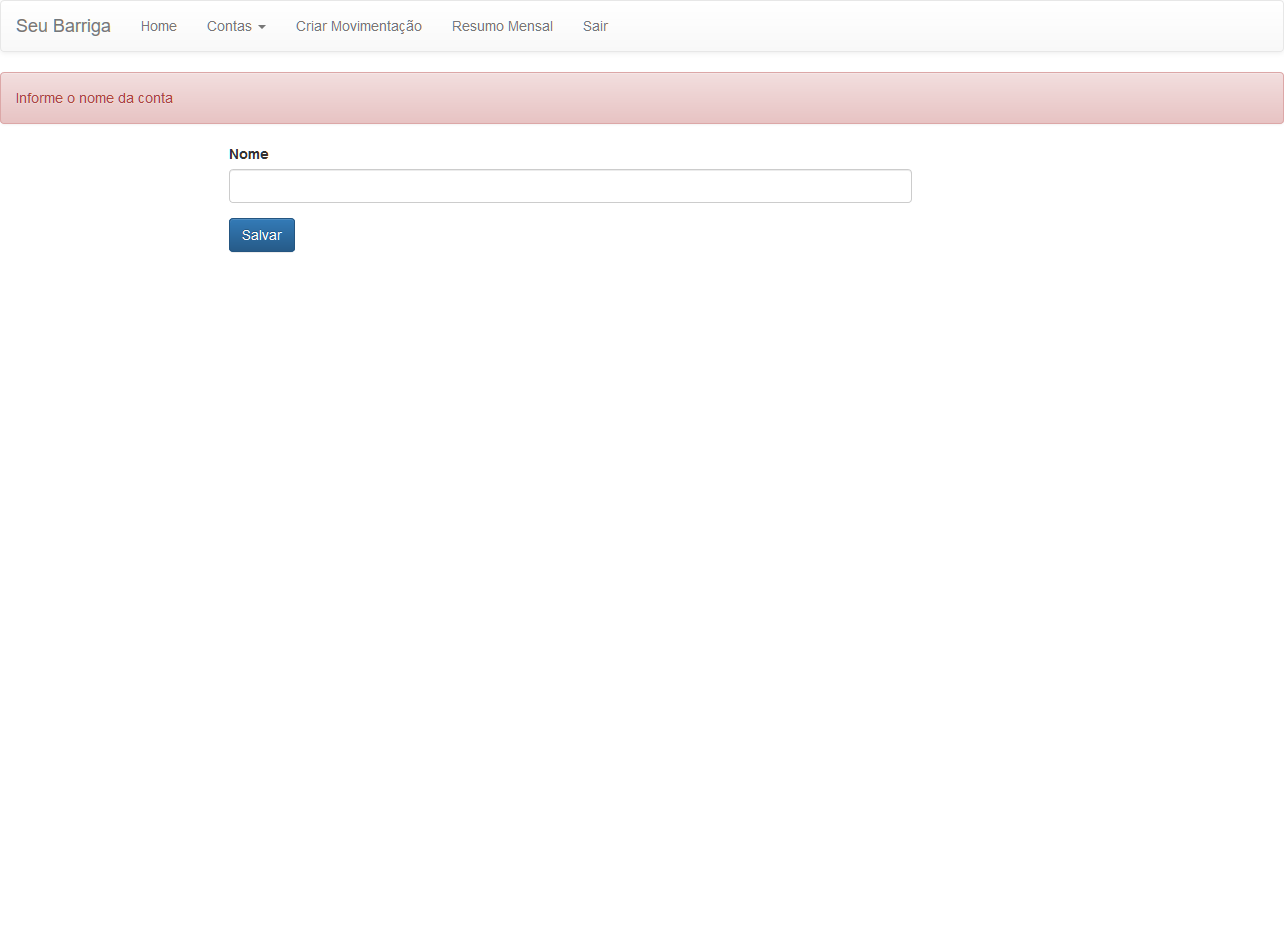 Seu Barriga Home Contas Criar Movimentação Resumo Mensal Sair
Informe o nome da conta
Nome
Salvar